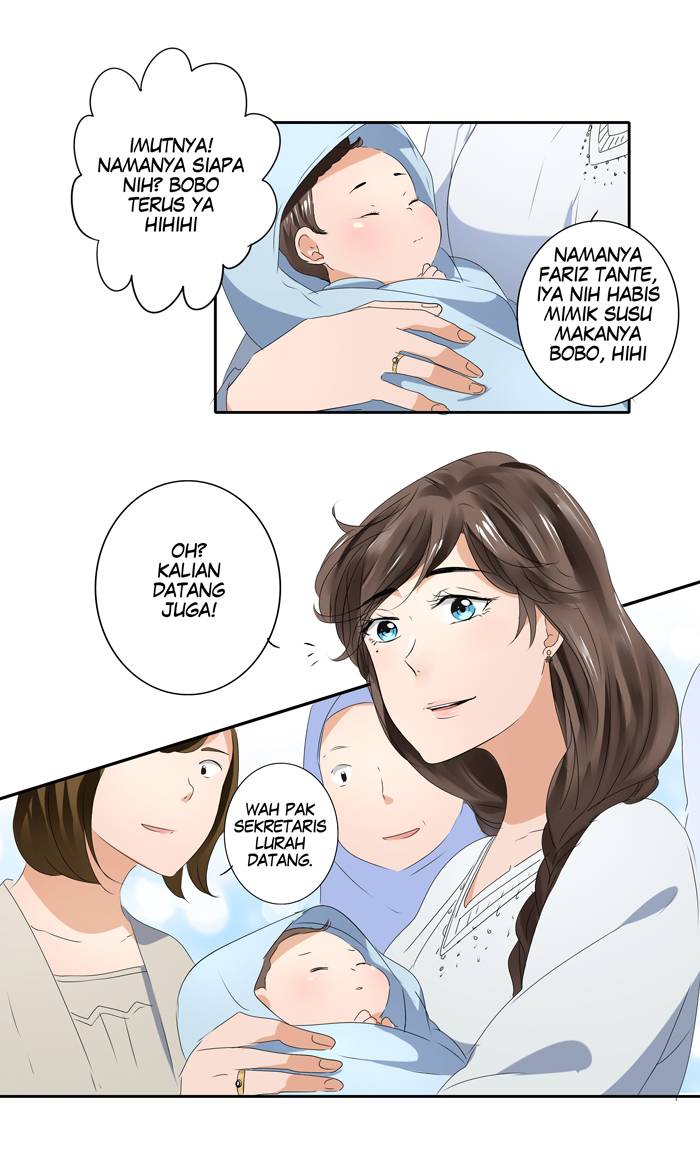 IMUTNYA!
NAMANYA SIAPA
NIH? BOBO
TERUS YA
HIHIHI
NAMANYA
FARIZ TANTE,
IYA NIH HABIS
MIMIK SUSU
MAKANYA
BOBO, HIHI
OH?
KALIAN
DATANG
JUGA!
WAH PAK
SEKRETARIS
LURAH
DATANG.